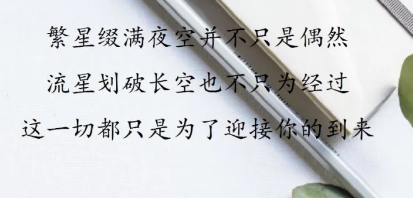 繁星缀满夜空并不只是偶然
流星划破长空也不只为经过
这一切都只是为了迎接你的到来